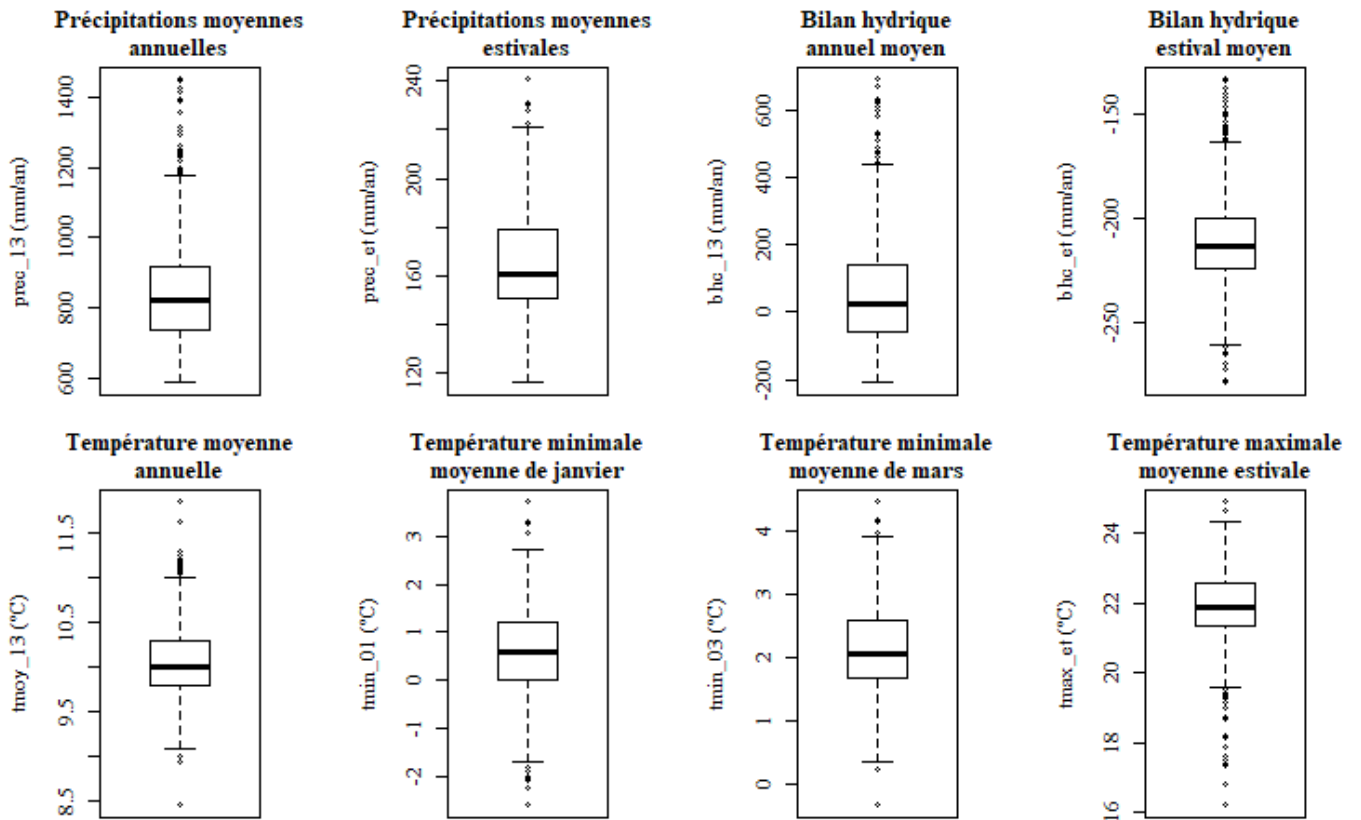 Précipitations moyennes
annuelles
prec_13 (mm/an)
600
800
1000
1200
1400
Précipitations moyennes
estivales
prec_et (mm/an)
120
160
200
240
Bilan hydrique
annuel moyen
bhc_13 (mm/an)
-200
0
200
400
600
Bilan hydrique
estival moyen
bhc_et (mm/an)
-250
-200
-150
Température moyenne
annuelle
tmoy_13 (°C)
8.5
9.5
10.5
11.5
Température minimale
moyenne de janvier
tmin_01 (°C)
-2
-1
0
1
2
3
Température minimale
moyenne de mars
tmin_03 (°C)
0
1
2
3
4
Température maximale
moyenne estivale
tmax_et (°C)
16
18
20
22
24